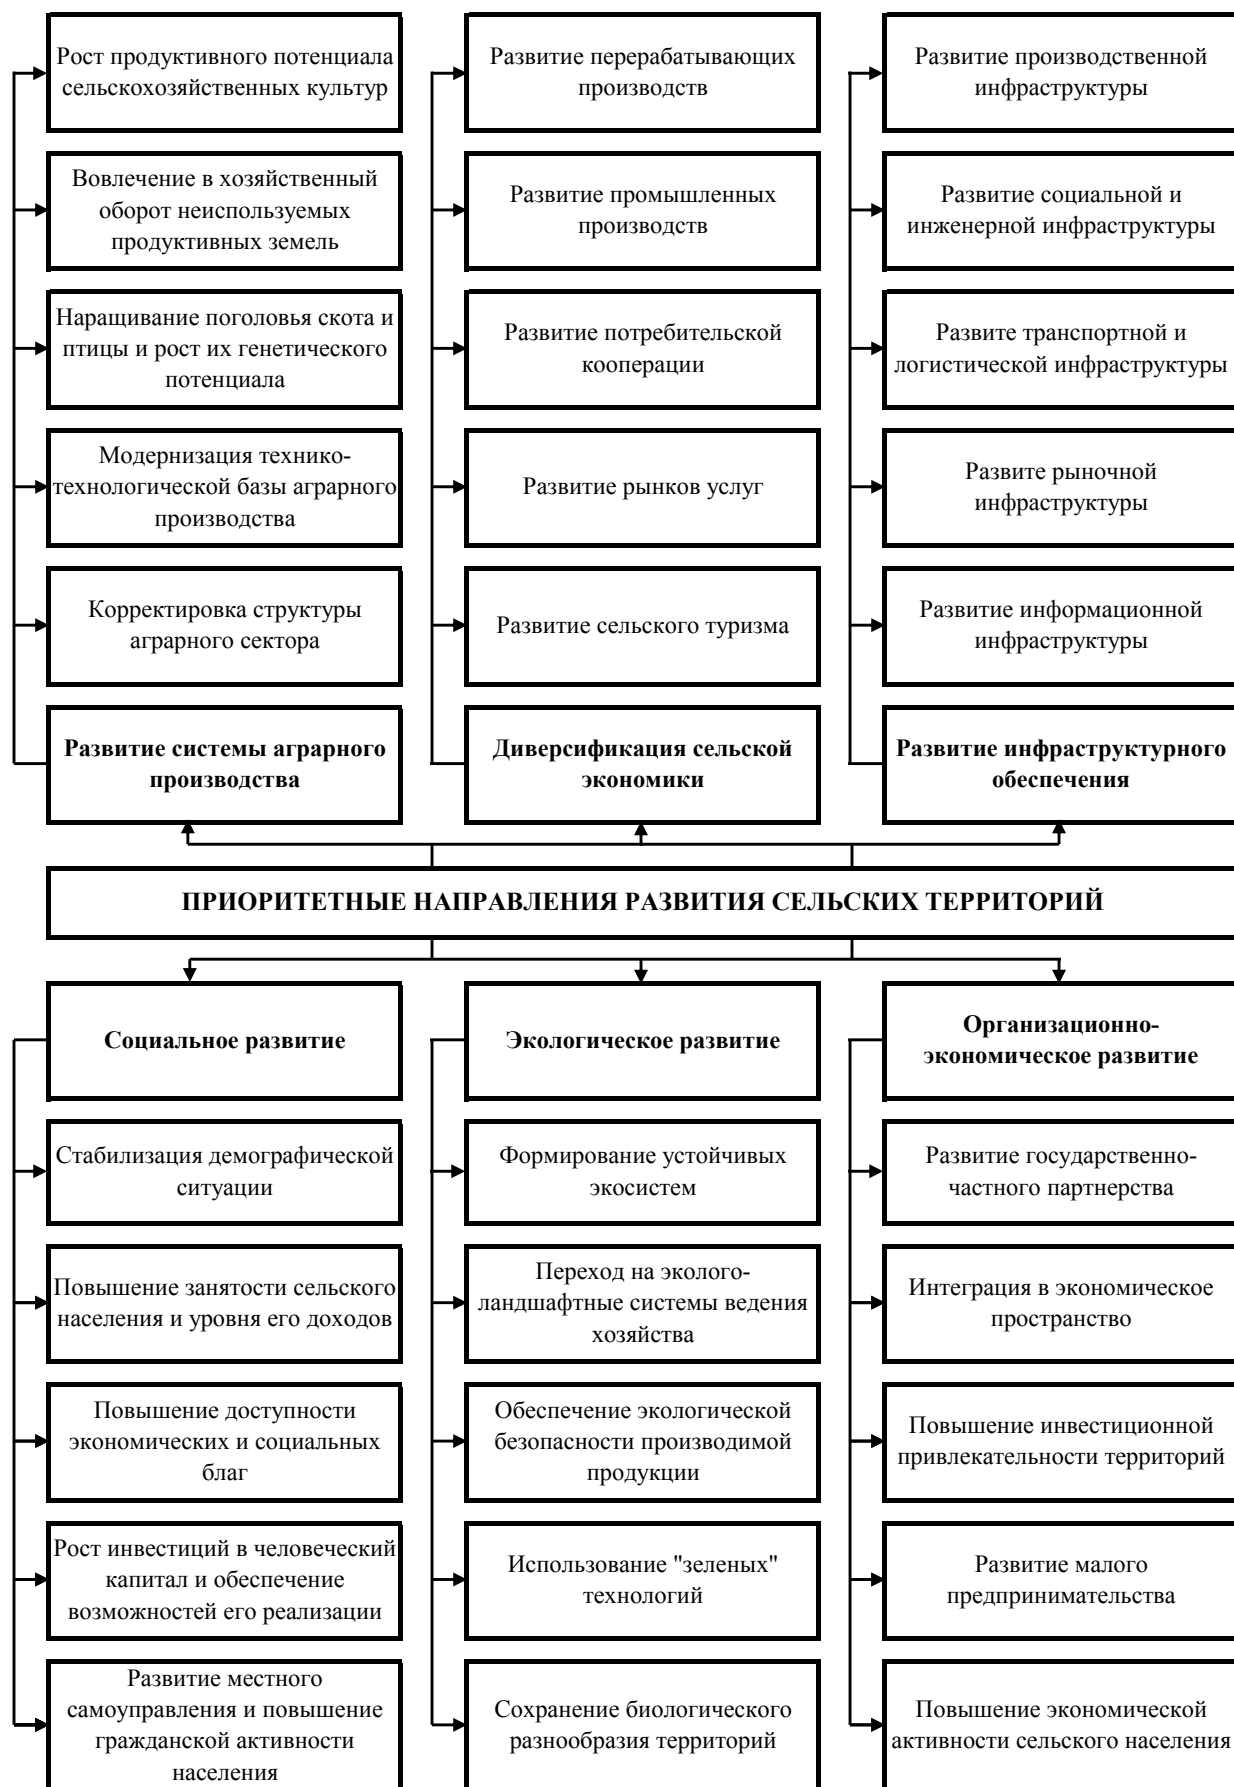 Рост продуктивного потенциала
сельскохозяйственных культур
Вовлечение в хозяйственный
оборот неиспользуемых
продуктивных земель
Наращивание поголовья скота и
птицы и рост их генетического
потенциала
Модернизация технико-
технологической базы аграрного
производства
Корректировка структуры
аграрного сектора
Развитие системы аграрного
производства
Развитие перерабатывающих
производств
Развитие промышленных
производств
Развитие потребительской
кооперации
Развитие рынков услуг
Развитие сельского туризма
Диверсификация сельской
экономики
Развитие производственной
инфраструктуры
Развитие социальной и
инженерной инфраструктуры
Развите транспортной и
логистической инфраструктуры
Развите рыночной
инфраструктуры
Развитие информационной
инфраструктуры
Развитие инфраструктурного
обеспечения
ПРИОРИТЕТНЫЕ НАПРАВЛЕНИЯ РАЗВИТИЯ СЕЛЬСКИХ ТЕРРИТОРИЙ
Социальное развитие
Стабилизация демографической
ситуации
Повышение занятости сельского
населения и уровня его доходов
Повышение доступности
экономических и социальных
благ
Рост инвестиций в человеческий
капитал и обеспечение
возможностей его реализации
Развитие местного
самоуправления и повышение
гражданской активности
населения
Экологическое развитие
Формирование устойчивых
экосистем
Переход на эколого-
ландшафтные системы ведения
хозяйства
Обеспечение экологической
безопасности производимой
продукции
Использование "зеленых"
технологий
Сохранение биологического
разнообразия территорий
Организационно-
экономическое развитие
Развитие государственно-
частного партнерства
Интеграция в экономическое
пространство
Повышение инвестиционной
привлекательности территорий
Развитие малого
предпринимательства
Повышение экономической
активности сельского населения